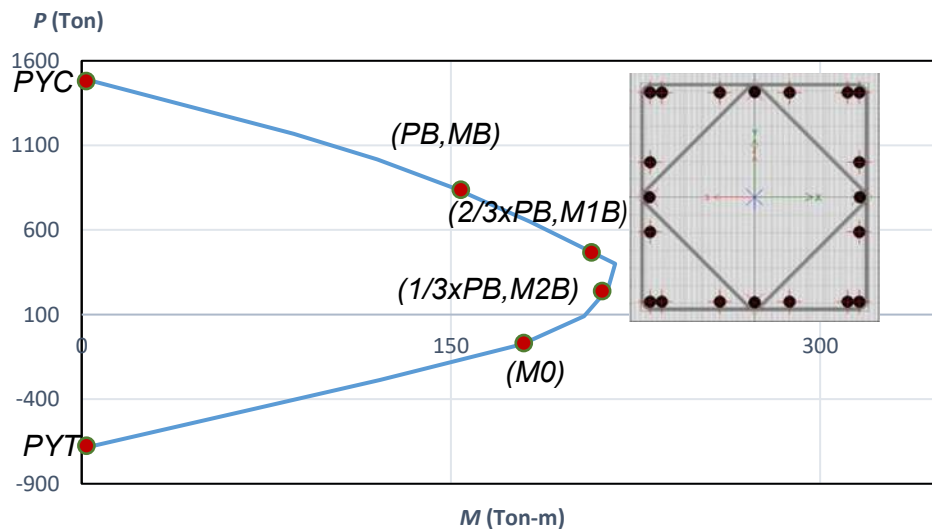 P (Ton)
1600
PYC
1100
(PB,MB)
600
(2/3xPB,M1B)
(1/3xPB,M2B)
100
0
150
300
(M0)
-400
PYT
-900
M (Ton-m)